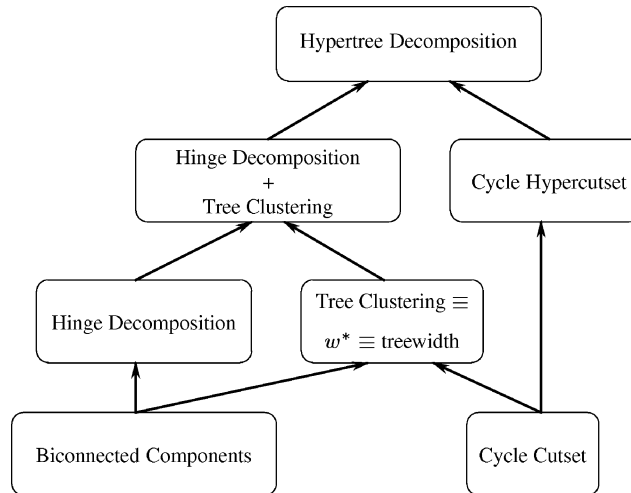 Hypertree Decomposition
Hinge Decomposition
+
Tree Clustering
Cycle Hypercutset
Hinge Decomposition
Tree Clustering ≡
w* ≡ treewidth
Biconnected Components
Cycle Cutset